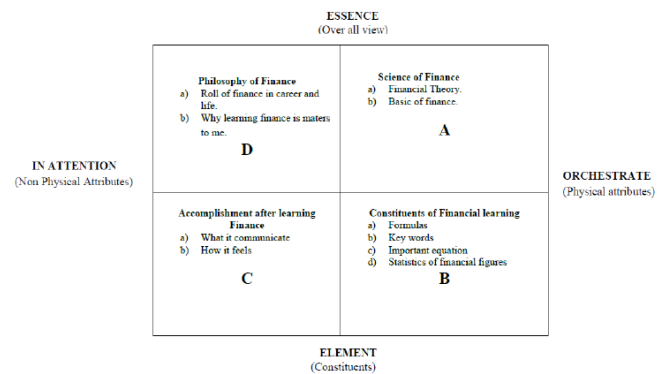 ESSENCE
(Over all view)
Philosophy of Finance
a) Roll of finance in career and
life.
b) Why learning finance is maters
to me.
D
Science of Finance
a) Financial Theory.
b) Basic of finance.
A
IN ATTENTION
(Non Physical Attributes)
ORCHESTRATE
(Physical attributes)
Accomplishment after learning
Finance
a) What it communicate
b) How it feels
C
Constituents of Financial learning
a) Formulas
b) Key words
c) Important equation
d) Statistics of financial figures
B
ELEMENT
(Constituents)